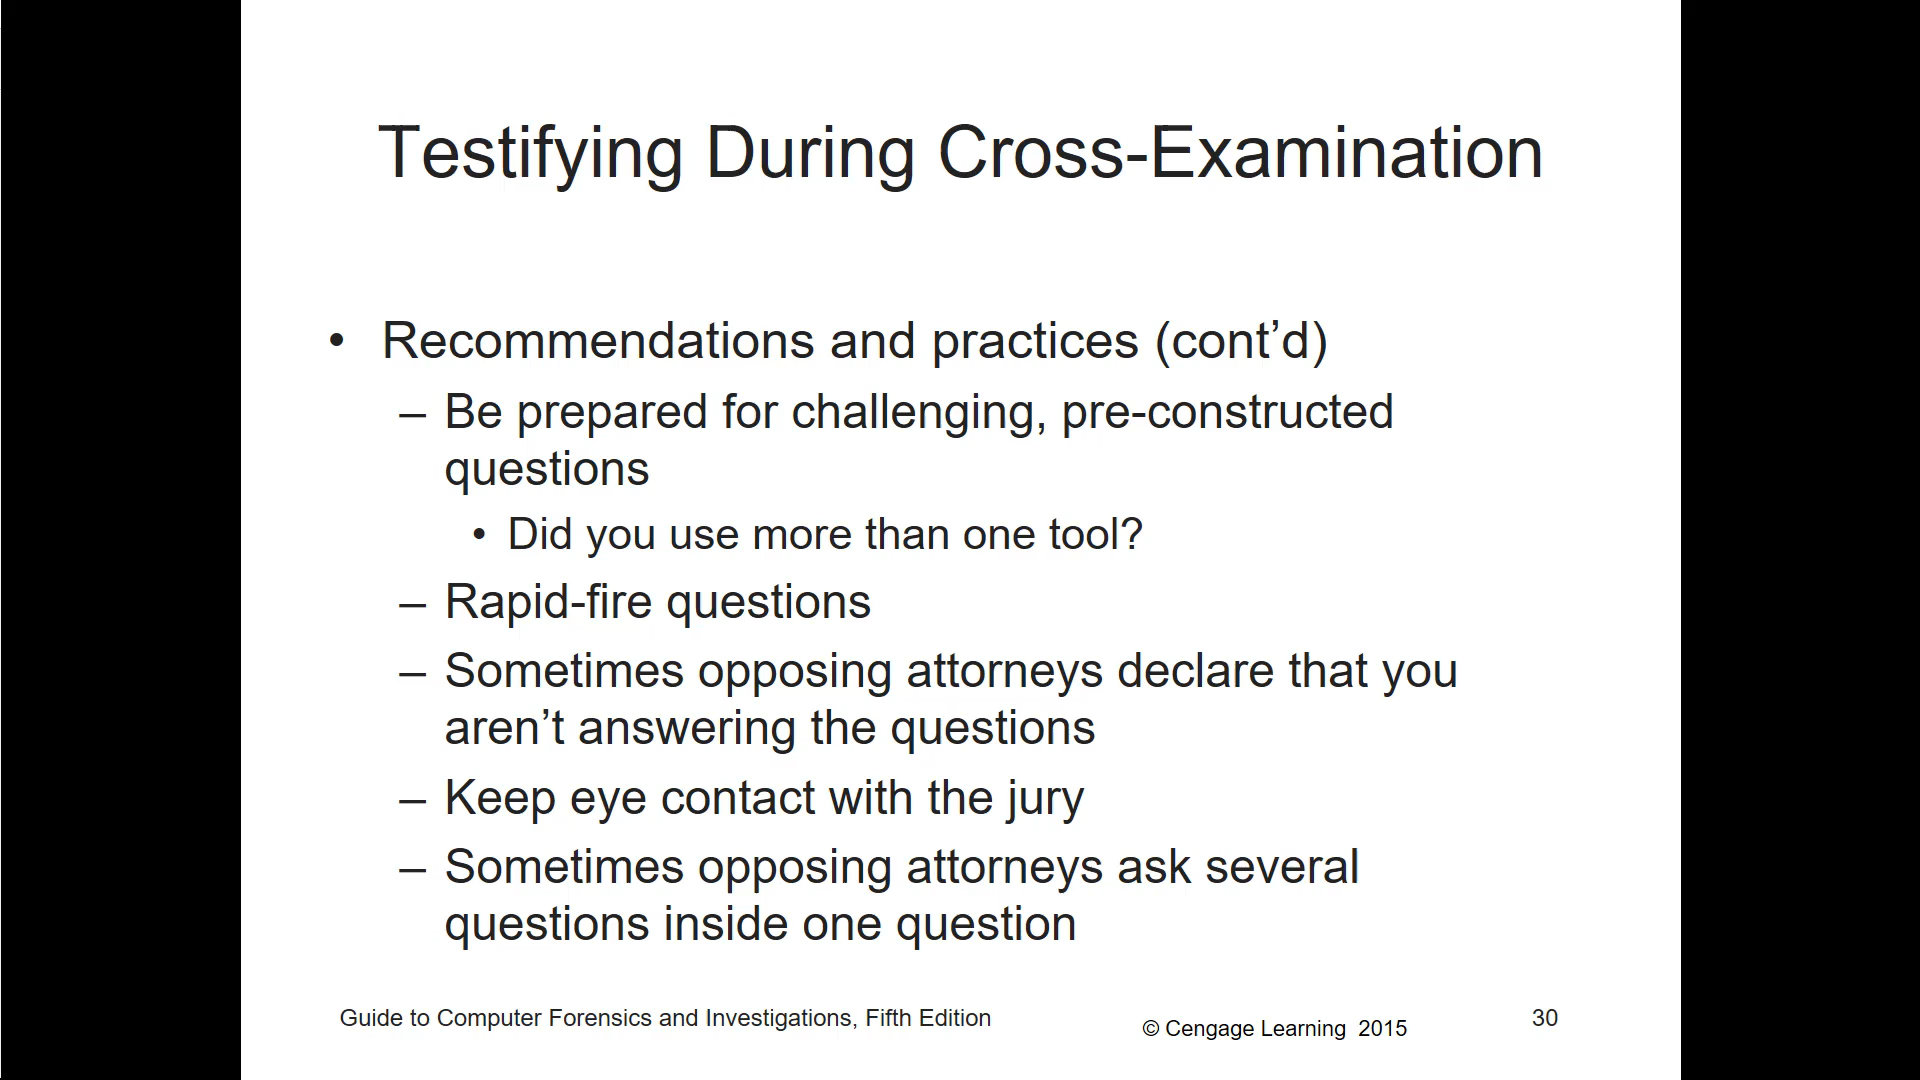 Testifying During Cross-Examination
• Recommendations and practices (cont’d)
– Be prepared for challenging, pre-constructed
questions
• Did you use more than one tool?
– Rapid-fire questions
– Sometimes opposing attorneys declare that you
aren’t answering the questions
– Keep eye contact with the jury
– Sometimes opposing attorneys ask several
questions inside one question
Guide to Computer Forensics and Investigations, Fifth Edition
© Cengage Learning 2015
30